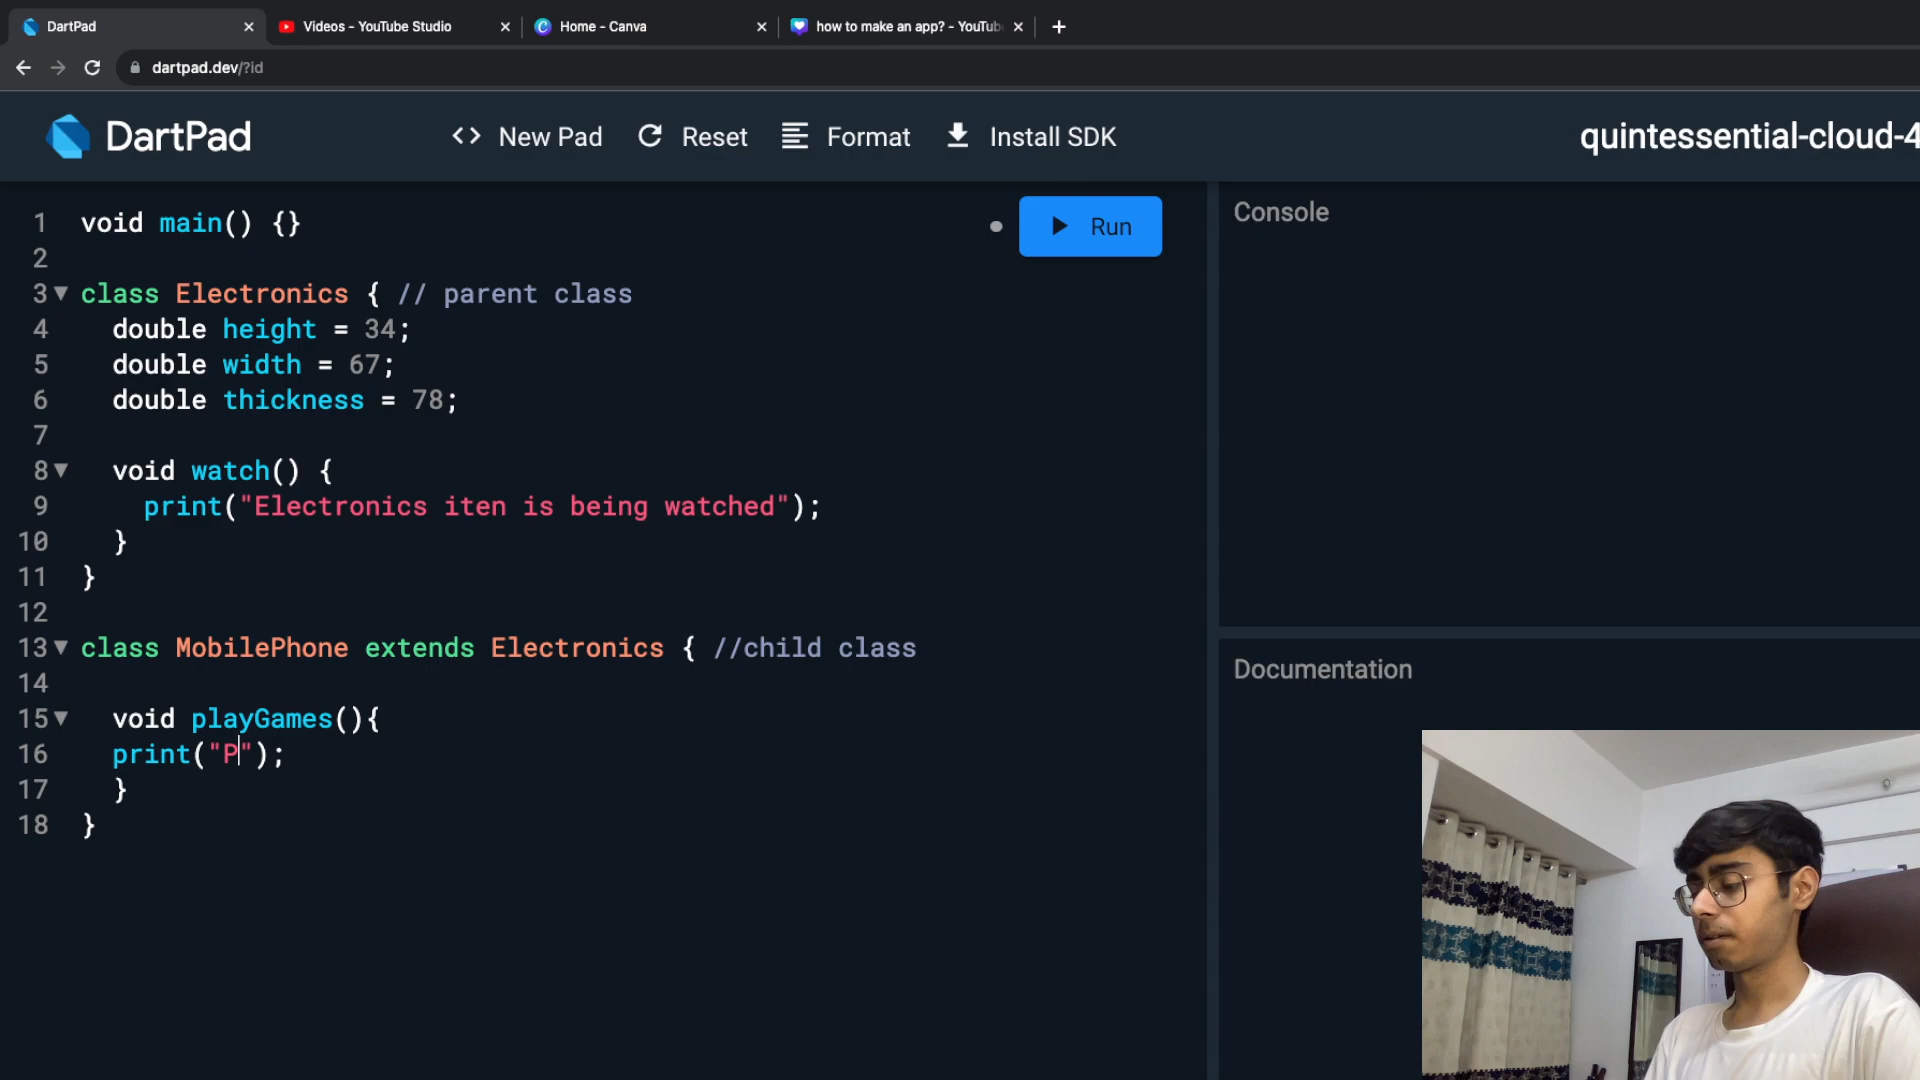 DartPad
Videos - YouTube Studio
Home - Canva
how to make an app? - YouTub
dartpad.dev/?id
DartPad
<> New Pad
Reset
Format
Install SDK
quintessential-cloud-4
1 void main() {}
2
3 class Electronics { // parent class
4 double height = 34;
5 double width = 67;
6 double thickness = 78;
7
8 void watch() {
9 print("Electronics iten is being watched");
10 }
11 }
12
13 class MobilePhone extends Electronics { //child class
14
15 void playGames(){
16 print("P");
17 }
18 }
Run
Console
Documentation